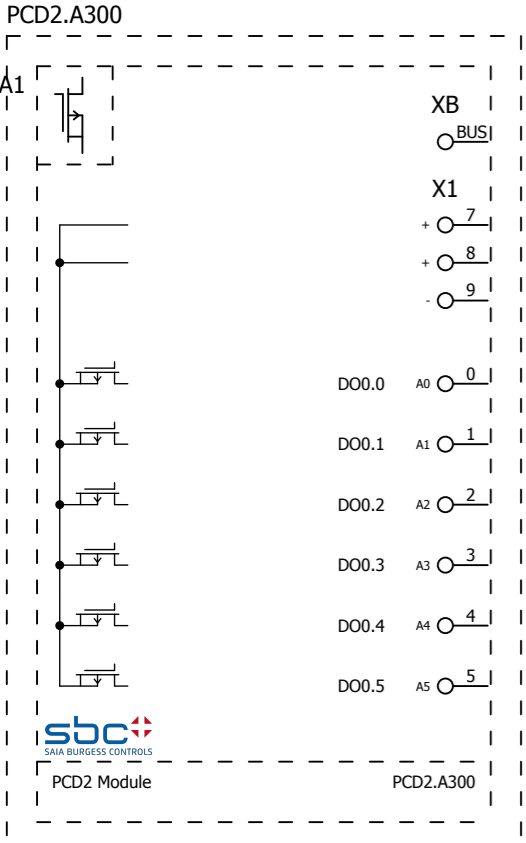 PCD2.A300
A1
XB
BUS
X1
+ 7
+ 8
- 9
DO0.0 A0 0
DO0.1 A1 1
DO0.2 A2 2
DO0.3 A3 3
DO0.4 A4 4
DO0.5 A5 5
sbc
SAIA BURGESS CONTROLS
PCD2 Module PCD2.A300